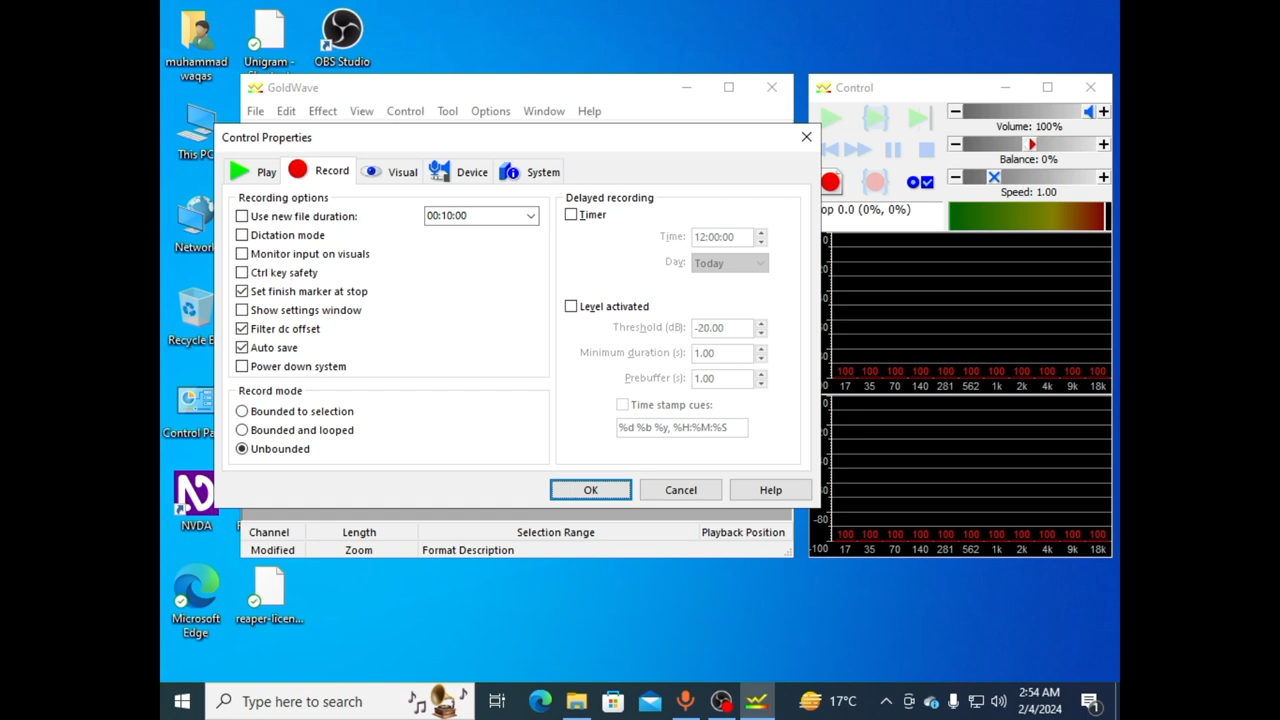 muhammad
waqas
Unigram -
OBS Studio
This PC
Network
Recycle B
Control Pa
NVDA
Microsoft
Edge
reaper-licen...
GoldWave
File Edit Effect View Control Tool Options Window Help
Control Properties
Play Record Visual Device System
Recording options
Use new file duration: 00:10:00
Dictation mode
Monitor input on visuals
Ctrl key safety
Set finish marker at stop
Show settings window
Filter dc offset
Auto save
Power down system
Record mode
Bounded to selection
Bounded and looped
Unbounded
Delayed recording
Timer
Time: 12:00:00
Day: Today
Level activated
Threshold (dB): -20.00
Minimum duration (s): 1.00
Prebuffer (s): 1.00
Time stamp cues:
%d %b %y, %H:%M:%S
OK Cancel Help
Channel Length Selection Range Playback Position
Modified Zoom Format Description
Control
Volume: 100%
Balance: 0%
Speed: 1.00
op 0.0 (0%, 0%)
100 100 100 100 100 100 100 100 100 100 100
17 35 70 140 281 562 1k 2k 4k 9k 18k
-80
100 100 100 100 100 100 100 100 100 100 100
-100 17 35 70 140 281 562 1k 2k 4k 9k 18k
Type here to search
17°C
2:54 AM
2/4/2024
1